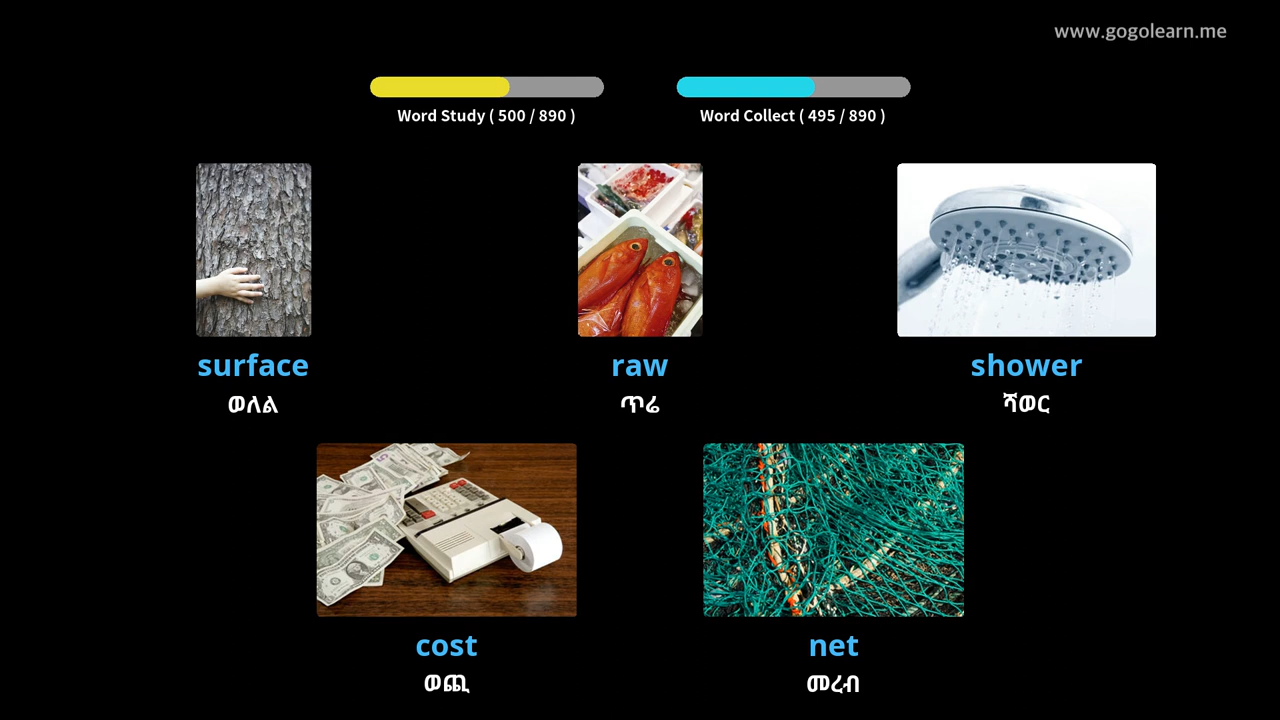 www.gogolearn.me
Word Study ( 500 / 890 )
Word Collect ( 495 / 890 )
surface
ወለል
raw
ጥሬ
shower
ሻወር
cost
ወጪ
net
መረብ